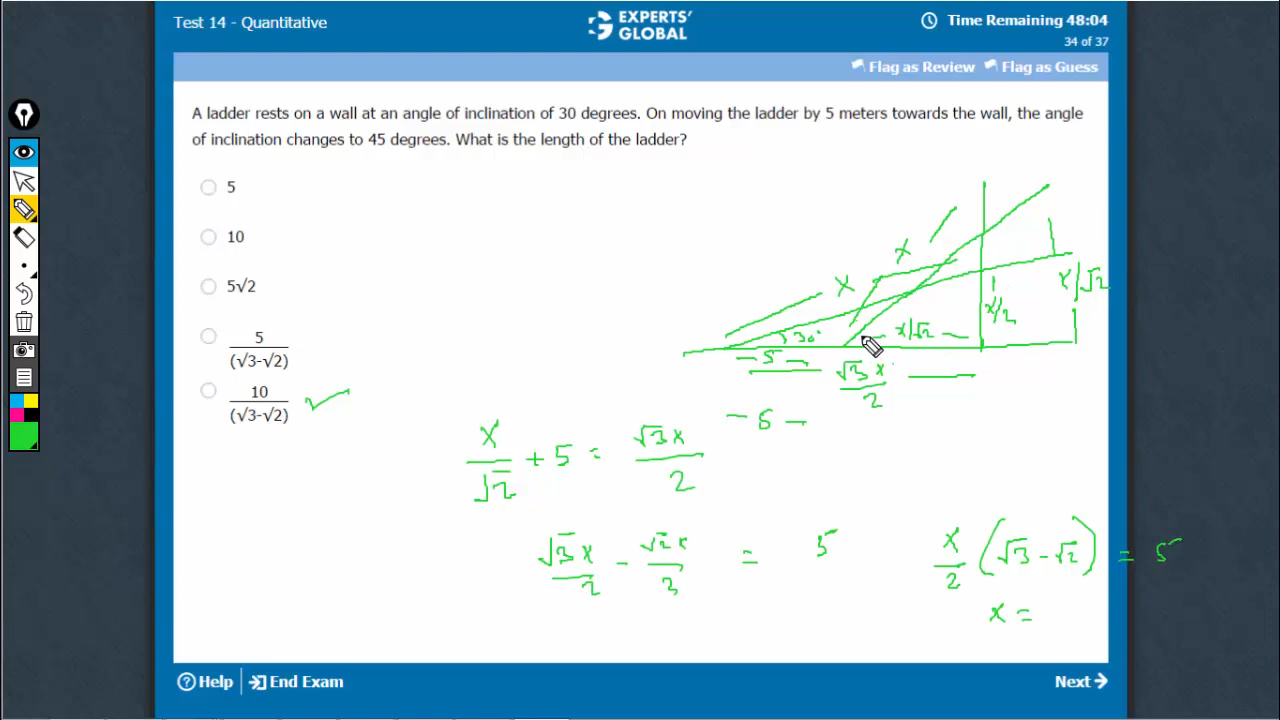 Test 14 - Quantitative
EXPERTS'
GLOBAL
Time Remaining 48:04
34 of 37
Flag as Review
Flag as Guess
A ladder rests on a wall at an angle of inclination of 30 degrees. On moving the ladder by 5 meters towards the wall, the angle
of inclination changes to 45 degrees. What is the length of the ladder?
5
10
5√2
5
(√3-√2)
10
(√3-√2)
x
x
30°
5
x/√2
x/2
x/√2
√3 x
2
- 5 -
x/√2 + 5 = √3x/2
√3x/2 - √2x/3 = 5
x/2 (√3-√2) = 5
x =
Help
End Exam
Next